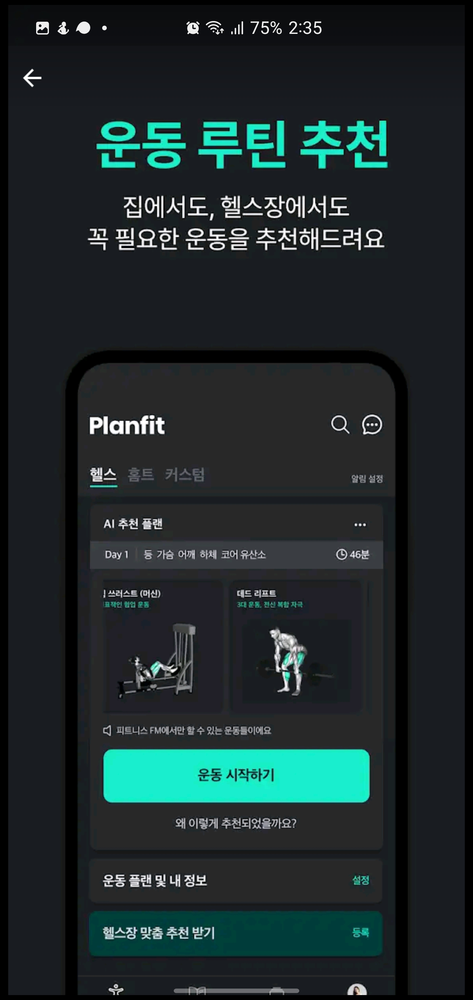 75% 2:35
운동 루틴 추천
집에서도, 헬스장에서도
꼭 필요한 운동을 추천해드려요
Planfit
헬스 홈트 커스텀 알림 설정
AI 추천 플랜
Day 1 등 가슴 어깨 하체 코어 유산소 46분
쓰러스트 (머신) 데드 리프트
협업 운동 3대 운동, 전신 복합 자극
피트니스 FM에서만 할 수 있는 운동들이에요
운동 시작하기
왜 이렇게 추천되었을까요?
운동 플랜 및 내 정보 설정
헬스장 맞춤 추천 받기 등록